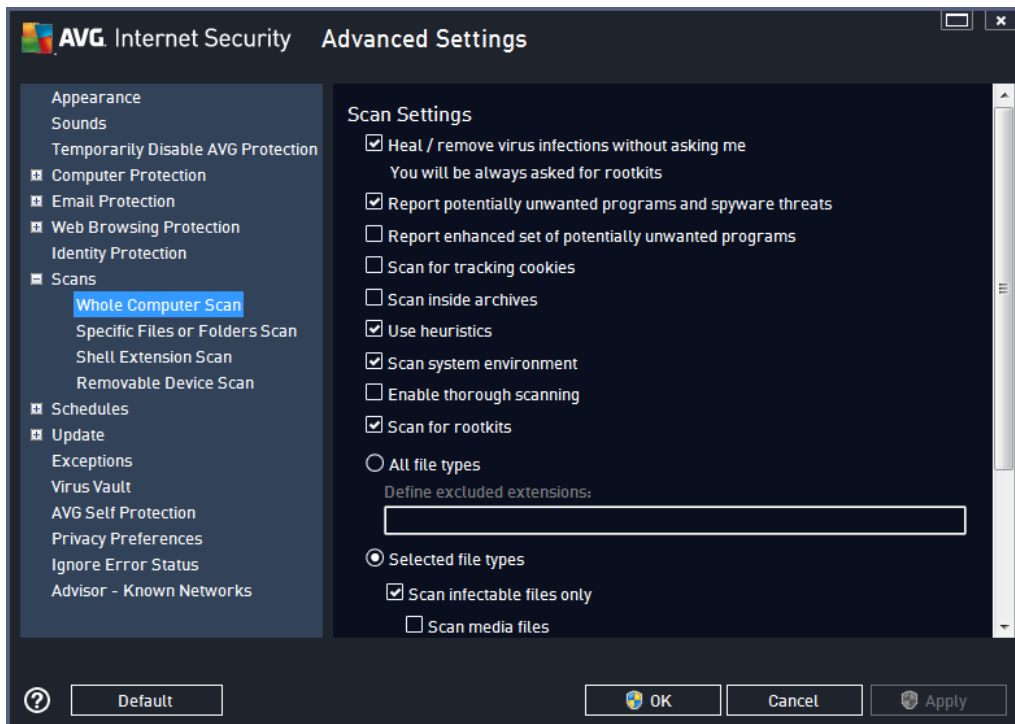 AVG. Internet Security Advanced Settings
Appearance
Sounds
Temporarily Disable AVG Protection
Computer Protection
Email Protection
Web Browsing Protection
Identity Protection
Scans
Whole Computer Scan
Specific Files or Folders Scan
Shell Extension Scan
Removable Device Scan
Schedules
Update
Exceptions
Virus Vault
AVG Self Protection
Privacy Preferences
Ignore Error Status
Advisor - Known Networks
Scan Settings
Heal / remove virus infections without asking me
You will be always asked for rootkits
Report potentially unwanted programs and spyware threats
Report enhanced set of potentially unwanted programs
Scan for tracking cookies
Scan inside archives
Use heuristics
Scan system environment
Enable thorough scanning
Scan for rootkits
All file types
Define excluded extensions:
Selected file types
Scan infectable files only
Scan media files
? Default OK Cancel Apply